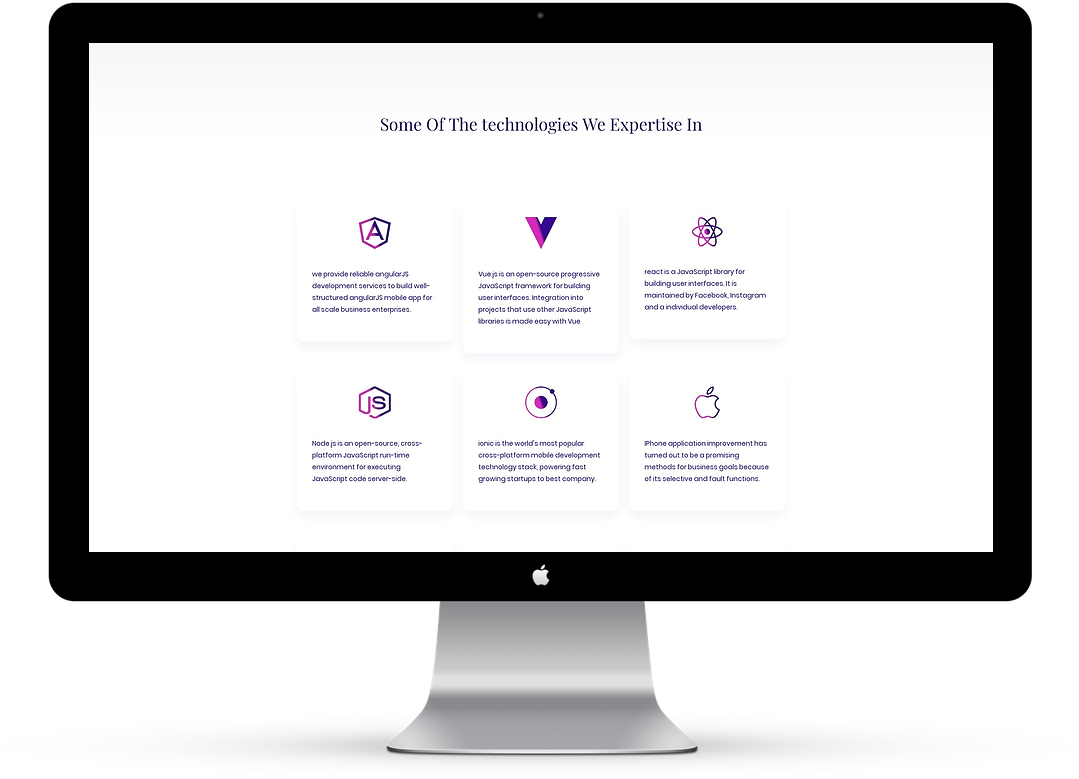 Some Of The technologies We Expertise In
we provide reliable angularJS
development services to build well-
structured angularJS mobile app for
all scale business enterprises.
Vue js is an open-source progressive
JavaScript framework for building
user interfaces. Integration into
projects that use other JavaScript
libraries is made easy with Vue
react is a JavaScript library for
building user interfaces. It is
maintained by Facebook, Instagram
and a individual developers.
Node js is an open-source, cross-
platform JavaScript run-time
environment for executing
JavaScript code server-side.
ionic is the world's most popular
cross-platform mobile development
technology stack, powering fast
growing startups to best company.
IPhone application improvement has
turned out to be a promising
methods for business goals because
of its selective and fault functions.